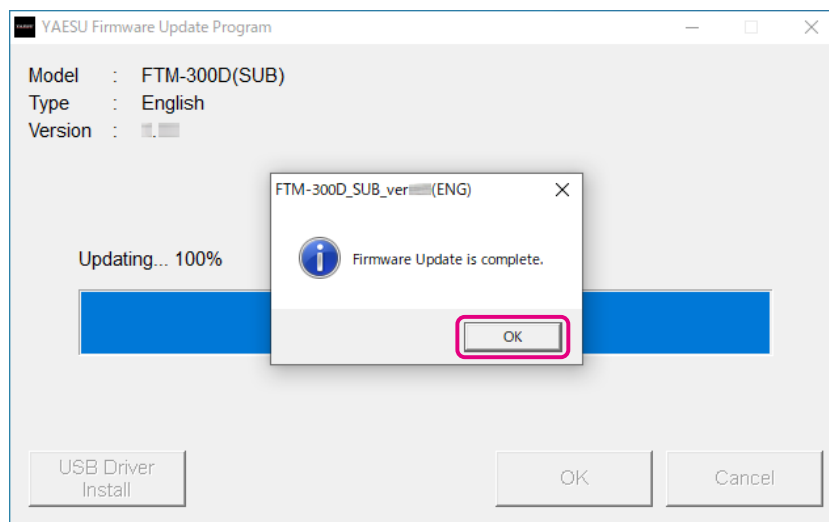 YAESU Firmware Update Program
Model : FTM-300D(SUB)
Type : English
Version :
FTM-300D_SUB_ver (ENG)
Firmware Update is complete.
Updating... 100%
OK
USB Driver
Install
OK
Cancel